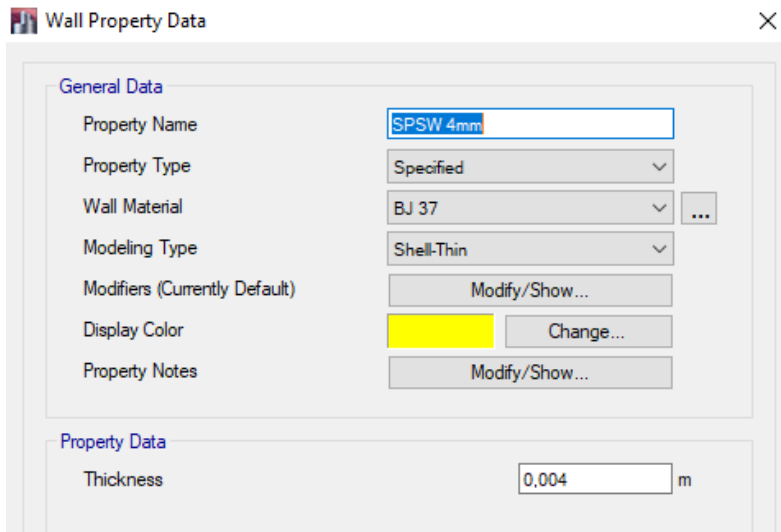 Wall Property Data
General Data
Property Name SPSW 4mm
Property Type Specified
Wall Material BJ 37 ...
Modeling Type Shell-Thin
Modifiers (Currently Default) Modify/Show...
Display Color Change...
Property Notes Modify/Show...
Property Data
Thickness 0,004 m